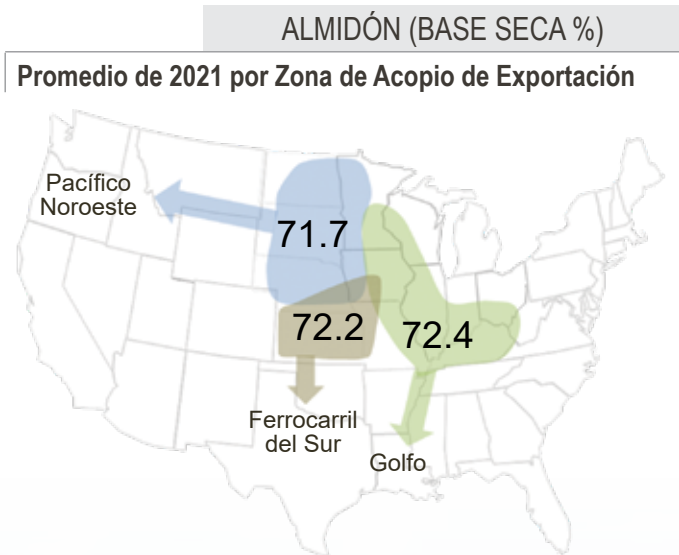 ALMIDÓN (BASE SECA %)
Promedio de 2021 por Zona de Acopio de Exportación
Pacífico
Noroeste
71.7
72.2
72.4
Ferrocarril
del Sur
Golfo